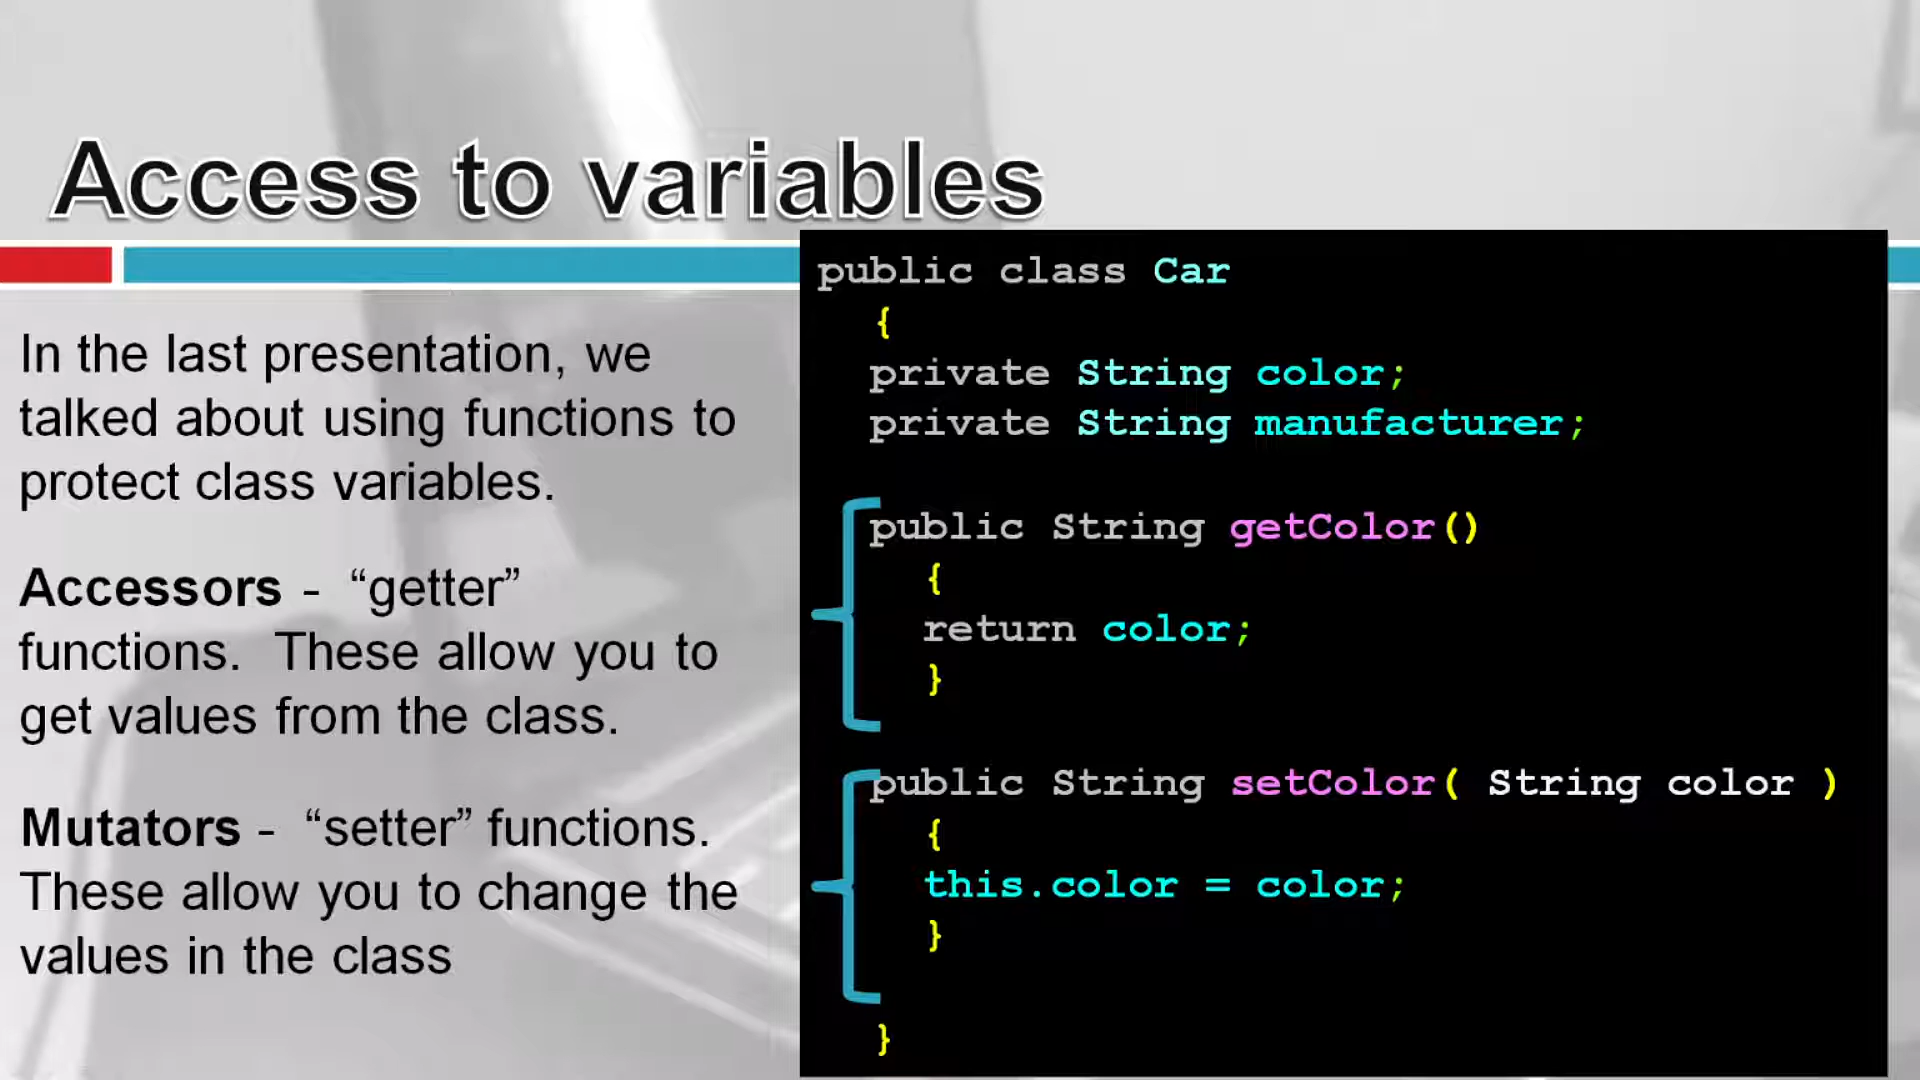 Access to variables
In the last presentation, we
talked about using functions to
protect class variables.
Accessors - “getter”
functions. These allow you to
get values from the class.
Mutators - “setter” functions.
These allow you to change the
values in the class
public class Car
{
private String color;
private String manufacturer;
public String getColor()
{
return color;
}
public String setColor( String color )
{
this.color = color;
}
}